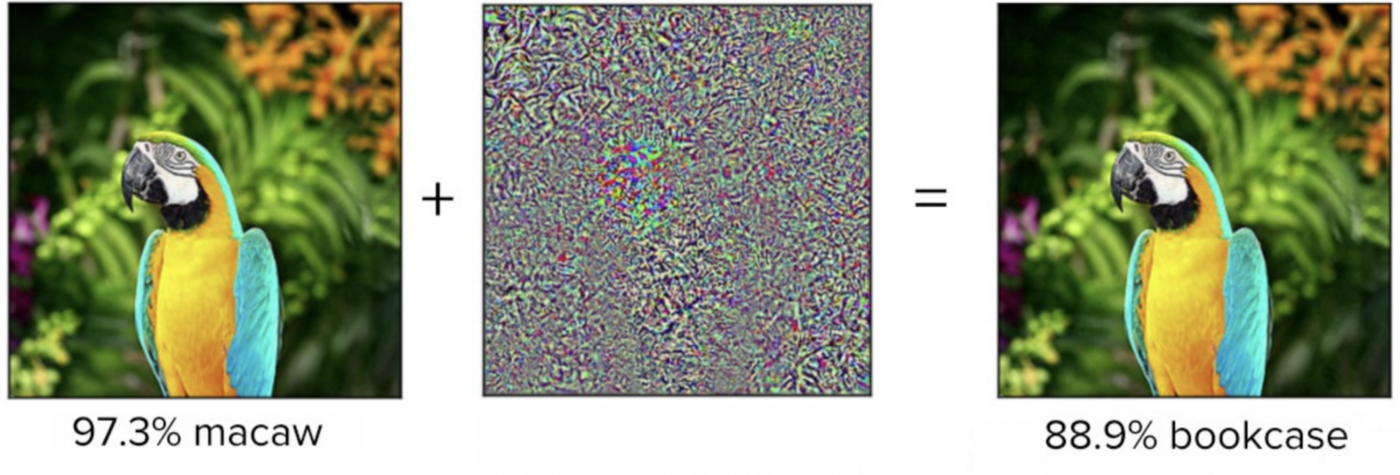 +
=
97.3% macaw
88.9% bookcase